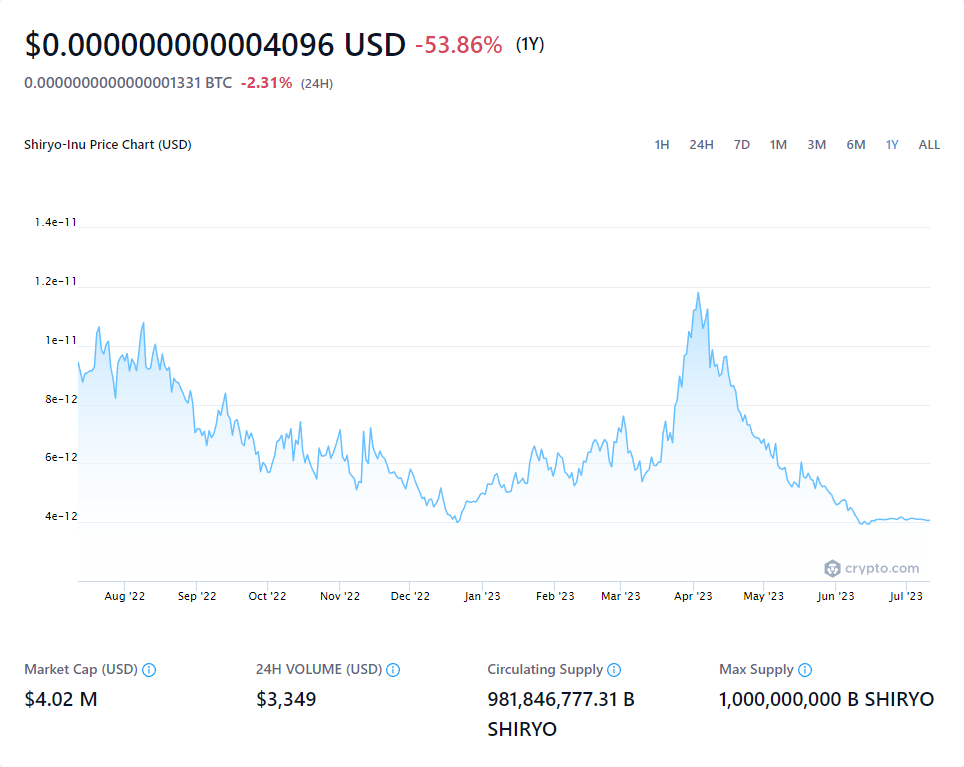 $0.000000000004096 USD -53.86% (1Y)
0.0000000000000001331 BTC -2.31% (24H)
Shiryo-Inu Price Chart (USD)
1H 24H 7D 1M 3M 6M 1Y ALL
1.4e-11
1.2e-11
1e-11
8e-12
6e-12
4e-12
crypto.com
Aug '22 Sep '22 Oct '22 Nov '22 Dec '22 Jan '23 Feb '23 Mar '23 Apr '23 May '23 Jun '23 Jul '23
Market Cap (USD) 24H VOLUME (USD) Circulating Supply Max Supply
$4.02 M $3,349 981,846,777.31 B 1,000,000,000 B SHIRYO
SHIRYO